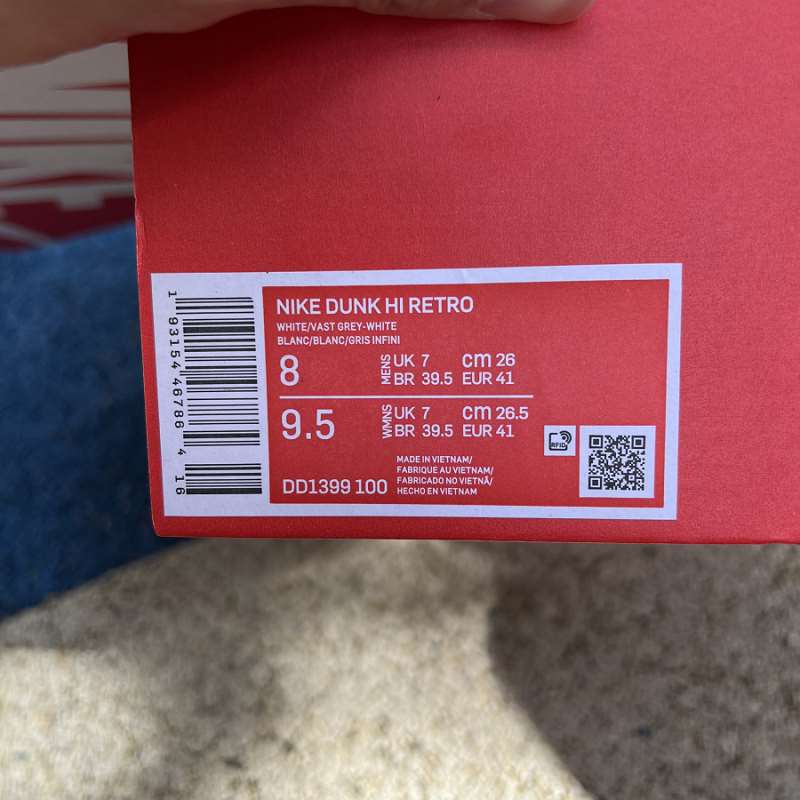 NIKE DUNK HI RETRO
WHITE/VAST GREY-WHITE
BLANC/BLANC/GRIS INFINI
8 MENS UK 7 cm 26
BR 39.5 EUR 41
9.5 WMNS UK 7 cm 26.5
BR 39.5 EUR 41
MADE IN VIETNAM/
FABRIQUE AU VIETNAM/
FABRICADO NO VIETNÃ/
HECHO EN VIETNAM
DD1399 100
RFID
1 93154 46786 4 16